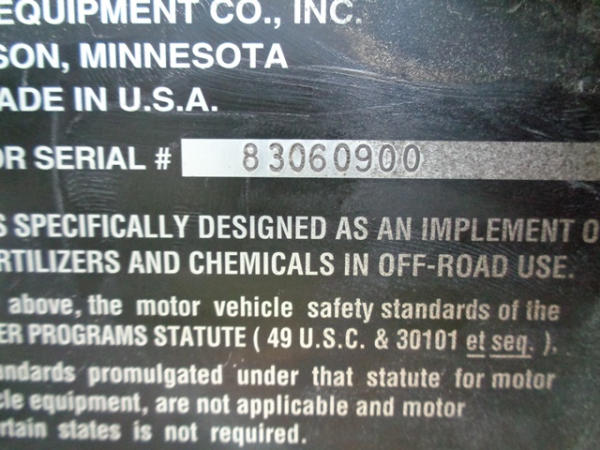 EQUIPMENT CO., INC.
SON, MINNESOTA
ADE IN U.S.A.
OR SERIAL # 83060900
S SPECIFICALLY DESIGNED AS AN IMPLEMENT O
RTILIZERS AND CHEMICALS IN OFF-ROAD USE.
above, the motor vehicle safety standards of the
ER PROGRAMS STATUTE ( 49 U.S.C. & 30101 et seq. ).
andards promulgated under that statute for motor
cle equipment, are not applicable and motor
rtain states is not required.